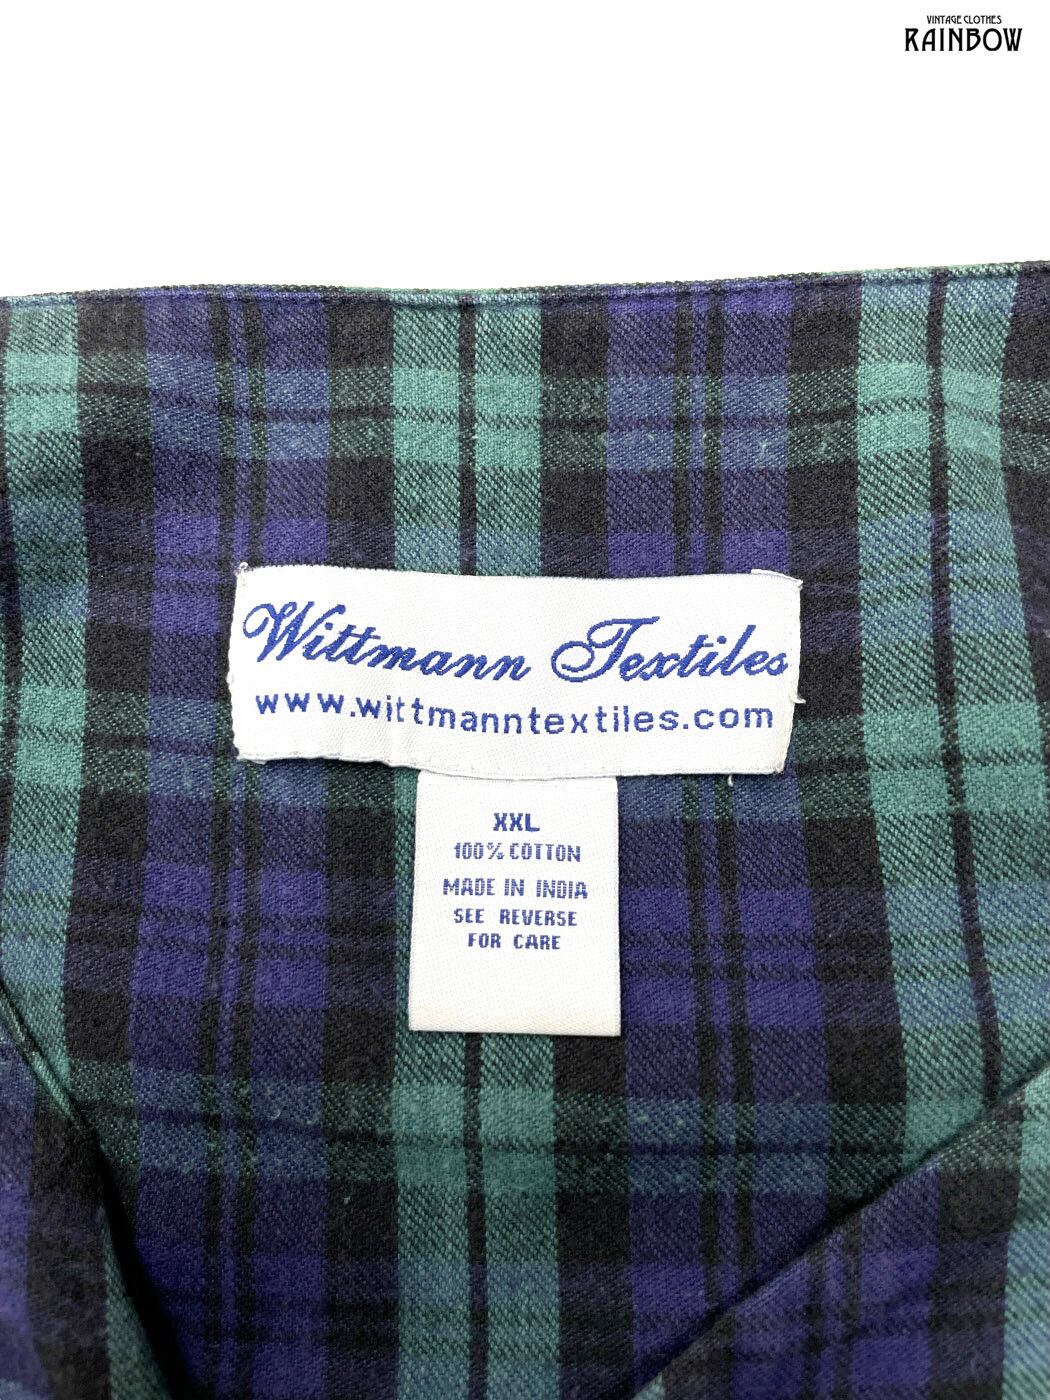 VINTAGE CLOTHES
RAINBOW
Wittmann Textiles
www.wittmanntextiles.com
XXL
100% COTTON
MADE IN INDIA
SEE REVERSE
FOR CARE